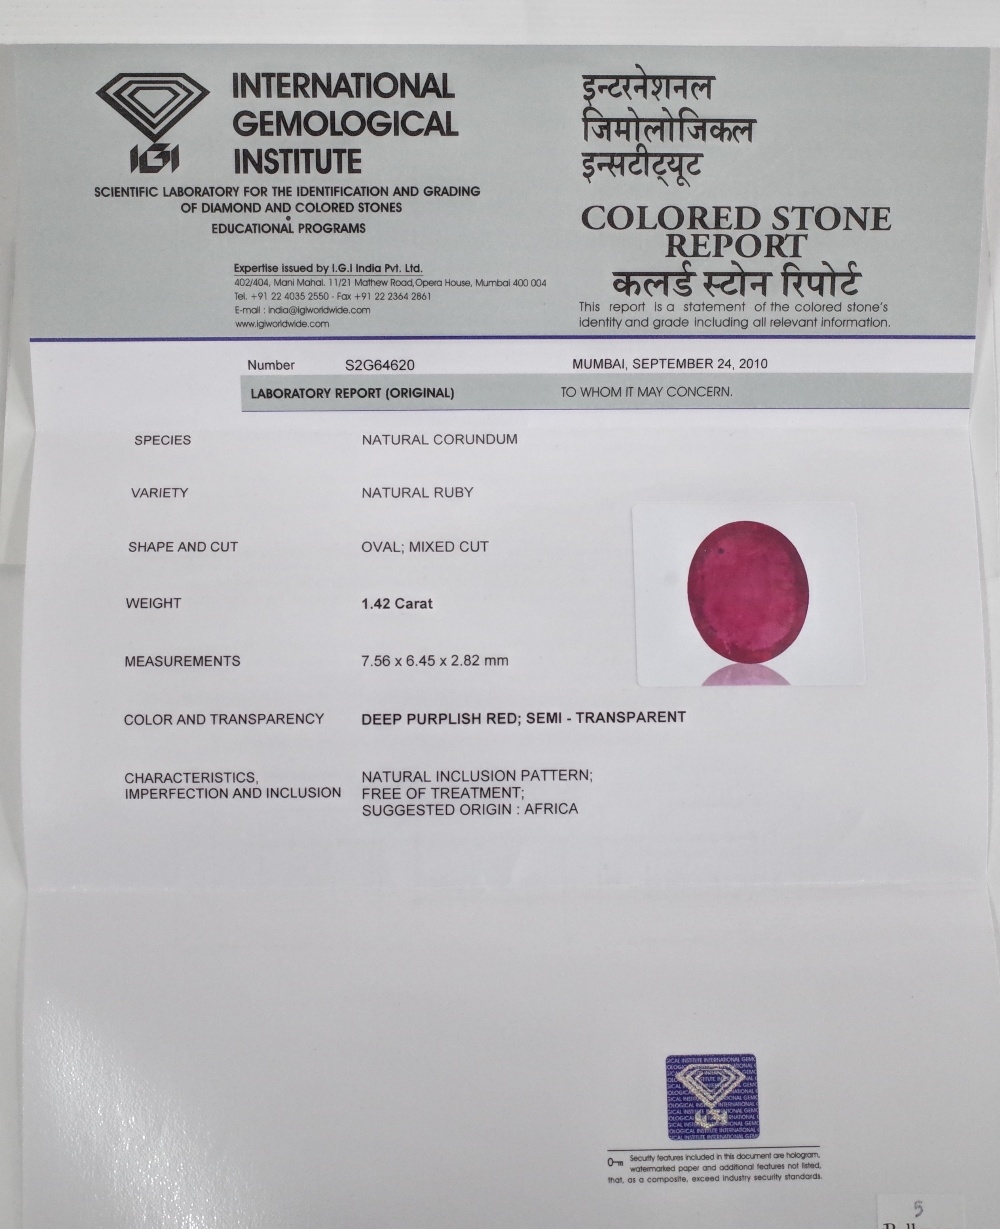 INTERNATIONAL
GEMOLOGICAL
INSTITUTE
IGI
SCIENTIFIC LABORATORY FOR THE IDENTIFICATION AND GRADING
OF DIAMOND AND COLORED STONES
EDUCATIONAL PROGRAMS
Expertise issued by I.G.I India Pvt. Ltd.
402/404, Mani Mahal, 11/21 Mathew Road, Opera House, Mumbai 400 004
Tel. +91 22 4035 2550 - Fax +91 22 2364 2861
E-mail : india@igiworldwide.com
www.igiworldwide.com
इन्टरनेशनल
जिमोलोजिकल
इन्सटीट्यूट
COLORED STONE
REPORT
कलर्ड स्टोन रिपोर्ट
This report is a statement of the colored stone's
identity and grade including all relevant information.
Number S2G64620 MUMBAI, SEPTEMBER 24, 2010
LABORATORY REPORT (ORIGINAL) TO WHOM IT MAY CONCERN.
SPECIES NATURAL CORUNDUM
VARIETY NATURAL RUBY
SHAPE AND CUT OVAL; MIXED CUT
WEIGHT 1.42 Carat
MEASUREMENTS 7.56 x 6.45 x 2.82 mm
COLOR AND TRANSPARENCY DEEP PURPLISH RED; SEMI - TRANSPARENT
CHARACTERISTICS, NATURAL INCLUSION PATTERN;
IMPERFECTION AND INCLUSION FREE OF TREATMENT;
SUGGESTED ORIGIN : AFRICA
Security features included in this document are hologram,
watermarked paper and additional features not listed,
that, as a composite, exceed industry security standards.
5